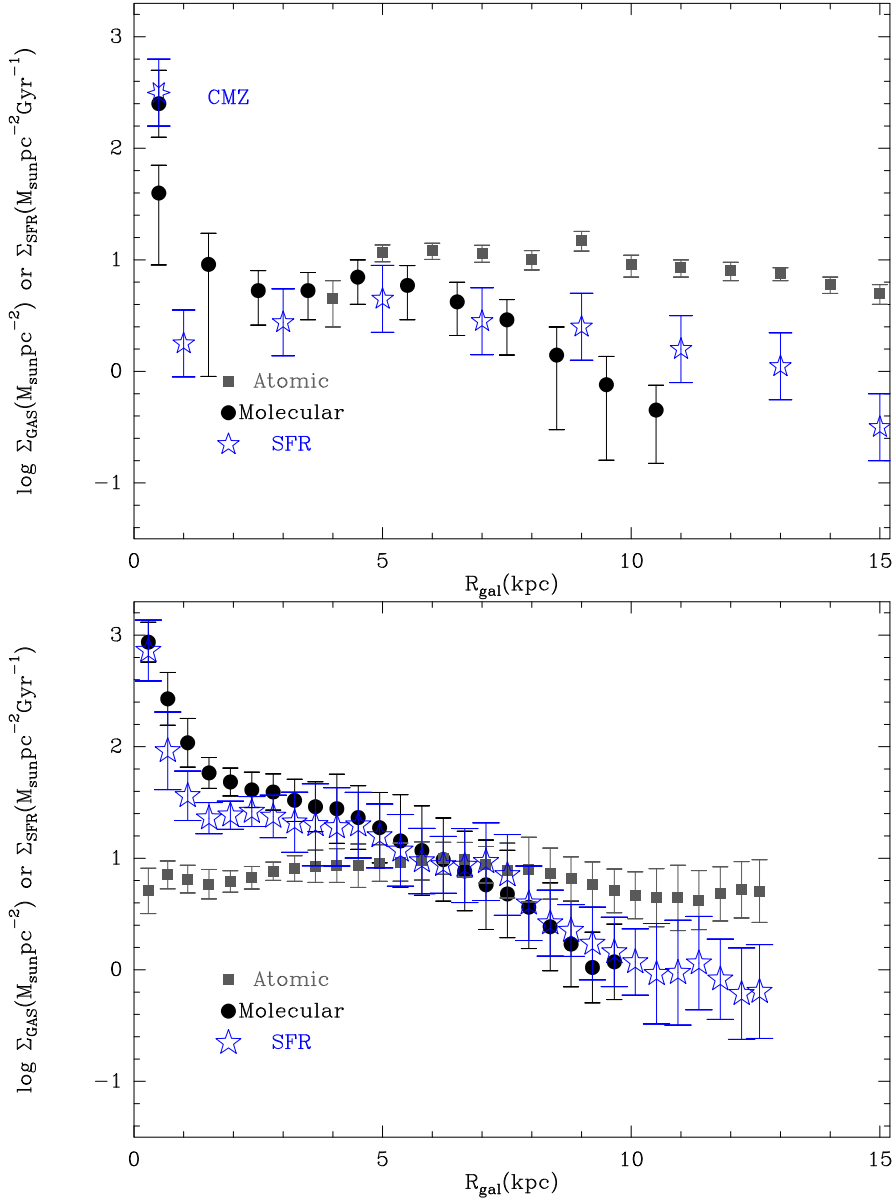 log Σ_GAS(M_sun pc^−2) or Σ_SFR(M_sun pc^−2 Gyr^−1)
3
2
1
0
−1
CMZ
Atomic
Molecular
SFR
0 5 10 15
R_gal(kpc)
log Σ_GAS(M_sun pc^−2) or Σ_SFR(M_sun pc^−2 Gyr^−1)
3
2
1
0
−1
Atomic
Molecular
SFR
0 5 10 15
R_gal(kpc)